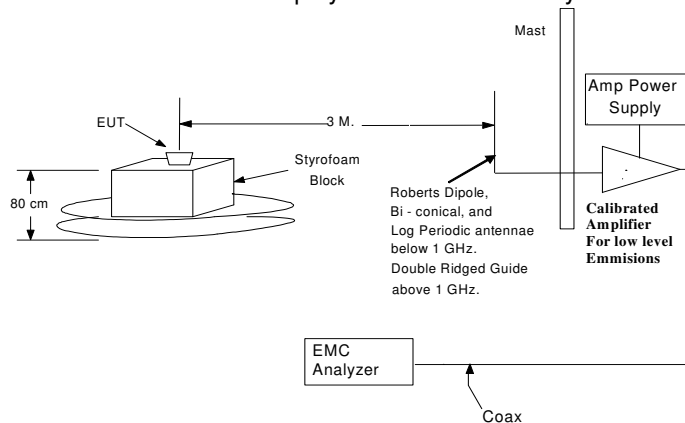 Mast
Amp Power
Supply
EUT
3 M.
Styrofoam
Block
80 cm
Roberts Dipole,
Bi - conical, and
Log Periodic antennae
below 1 GHz.
Double Ridged Guide
above 1 GHz.
Calibrated
Amplifier
For low level
Emmisions
EMC
Analyzer
Coax